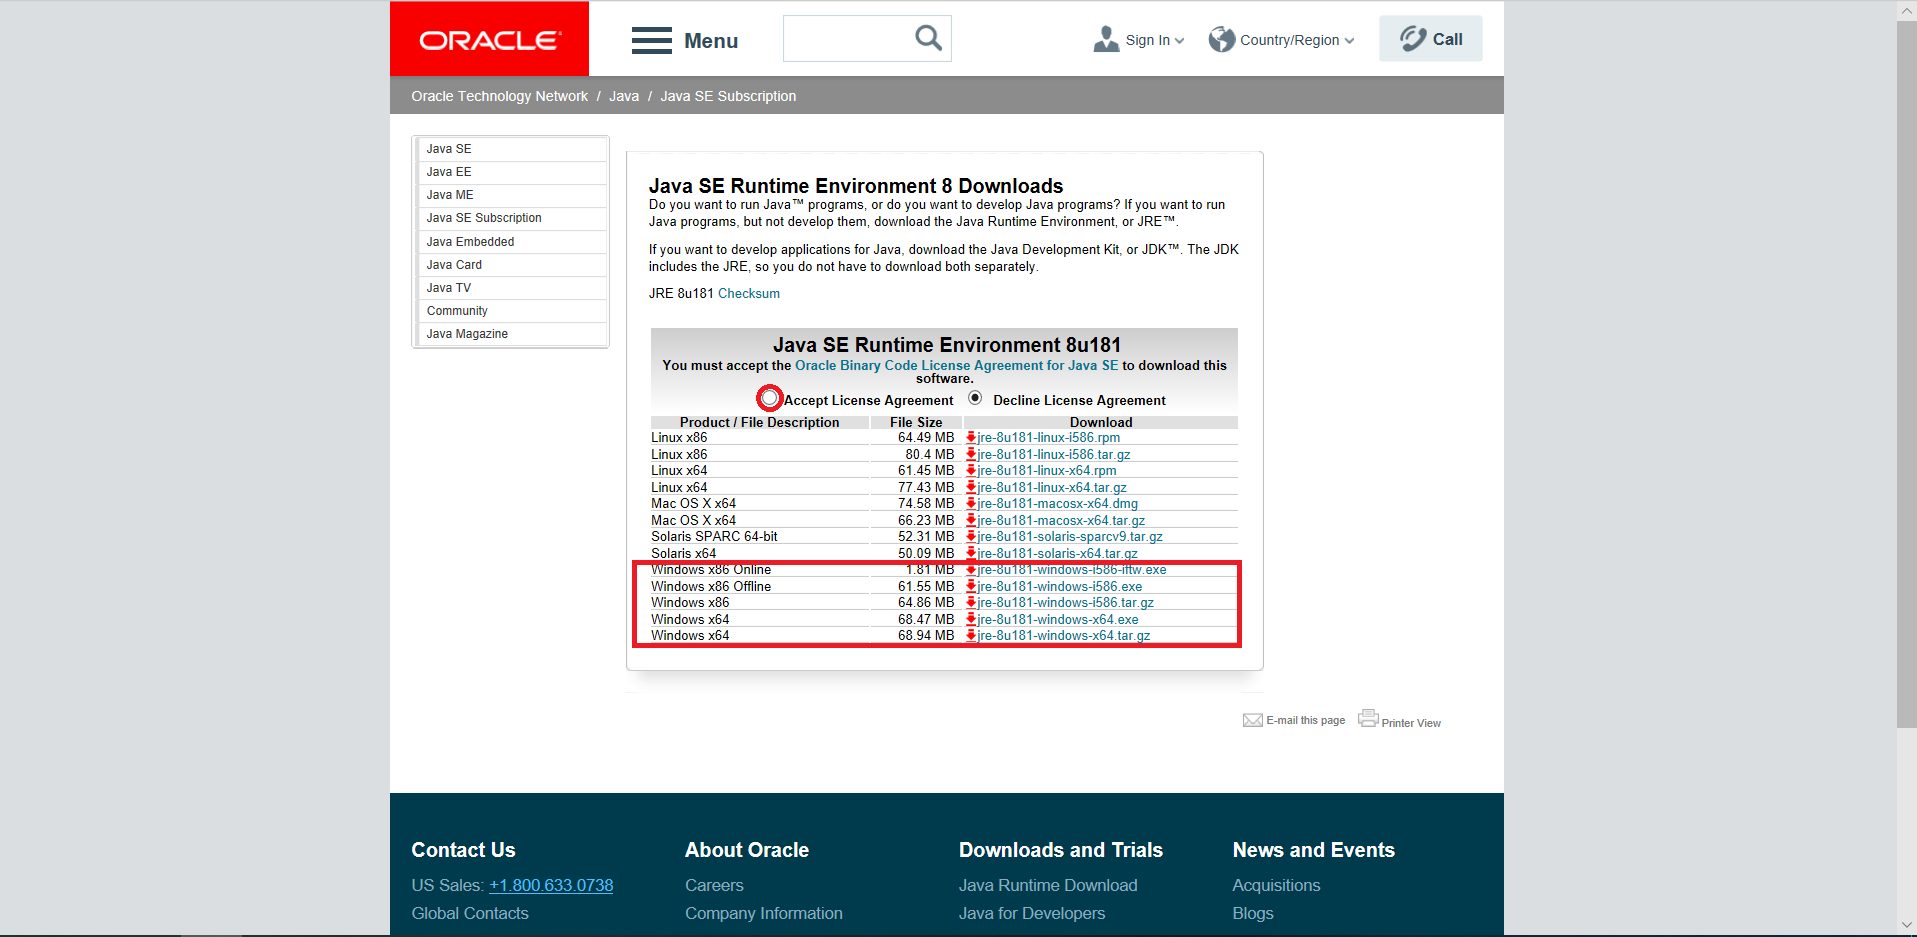 ORACLE
Menu
Sign In
Country/Region
Call
Oracle Technology Network / Java / Java SE Subscription
Java SE
Java EE
Java ME
Java SE Subscription
Java Embedded
Java Card
Java TV
Community
Java Magazine
Java SE Runtime Environment 8 Downloads
Do you want to run Java™ programs, or do you want to develop Java programs? If you want to run
Java programs, but not develop them, download the Java Runtime Environment, or JRE™.
If you want to develop applications for Java, download the Java Development Kit, or JDK™. The JDK
includes the JRE, so you do not have to download both separately.
JRE 8u181 Checksum
Java SE Runtime Environment 8u181
You must accept the Oracle Binary Code License Agreement for Java SE to download this
software.
Accept License Agreement Decline License Agreement
Product / File Description File Size Download
Linux x86 64.49 MB jre-8u181-linux-i586.rpm
Linux x86 80.4 MB jre-8u181-linux-i586.tar.gz
Linux x64 61.45 MB jre-8u181-linux-x64.rpm
Linux x64 77.43 MB jre-8u181-linux-x64.tar.gz
Mac OS X x64 74.58 MB jre-8u181-macosx-x64.dmg
Mac OS X x64 66.23 MB jre-8u181-macosx-x64.tar.gz
Solaris SPARC 64-bit 52.31 MB jre-8u181-solaris-sparcv9.tar.gz
Solaris x64 50.09 MB jre-8u181-solaris-x64.tar.gz
Windows x86 Online 1.81 MB jre-8u181-windows-i586-iftw.exe
Windows x86 Offline 61.55 MB jre-8u181-windows-i586.exe
Windows x86 64.86 MB jre-8u181-windows-i586.tar.gz
Windows x64 68.47 MB jre-8u181-windows-x64.exe
Windows x64 68.94 MB jre-8u181-windows-x64.tar.gz
E-mail this page Printer View
Contact Us
US Sales: +1.800.633.0738
Global Contacts
About Oracle
Careers
Company Information
Downloads and Trials
Java Runtime Download
Java for Developers
News and Events
Acquisitions
Blogs